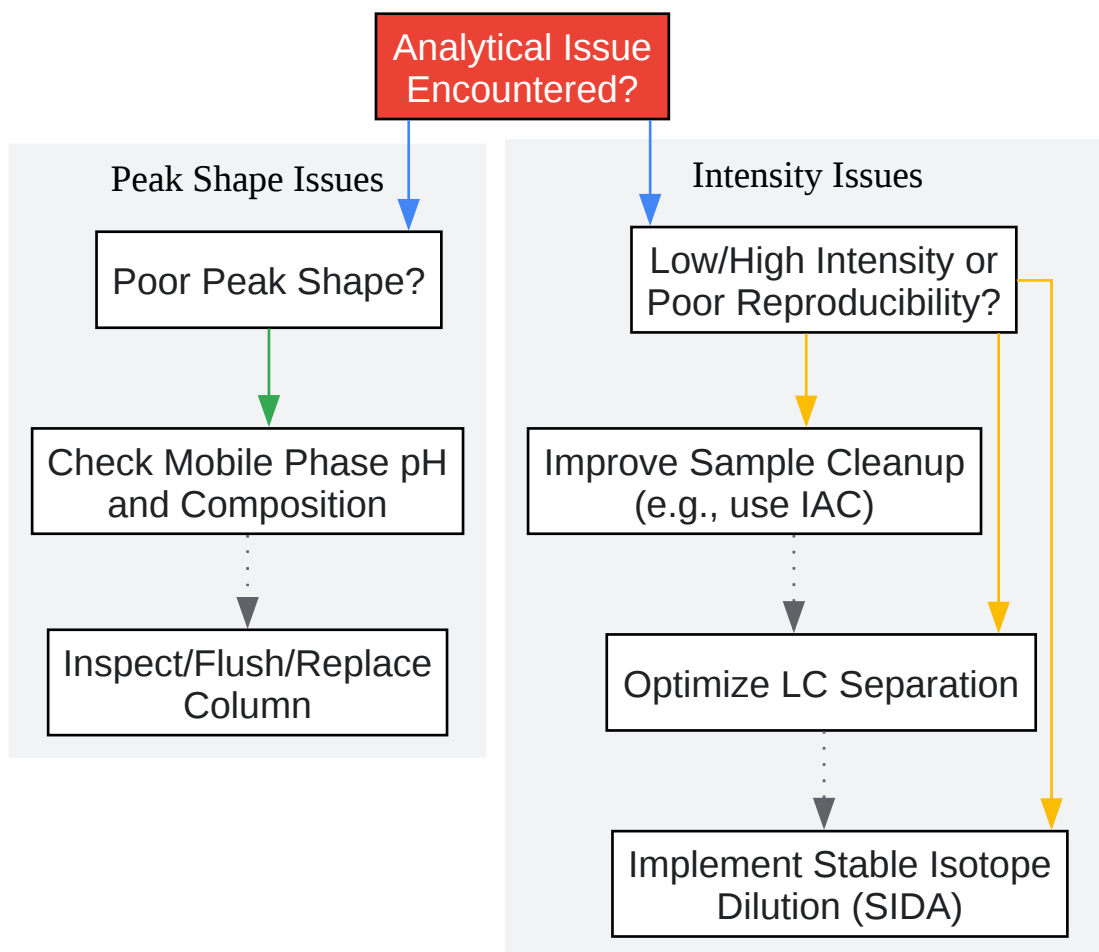 Analytical Issue
Encountered?
Peak Shape Issues
Poor Peak Shape?
Check Mobile Phase pH
and Composition
Inspect/Flush/Replace
Column
Intensity Issues
Low/High Intensity or
Poor Reproducibility?
Improve Sample Cleanup
(e.g., use IAC)
Optimize LC Separation
Implement Stable Isotope
Dilution (SIDA)